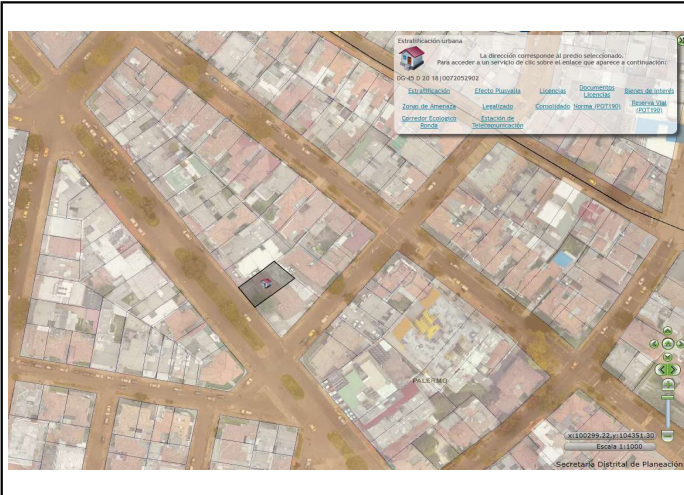 Estratificación urbana
La dirección corresponde al predio seleccionado.
Para acceder a un servicio de clic sobre el enlace que aparece a continuación:
DG 45 D 20 18 | 0072052902
Estratificación Efecto Plusvalía Licencias Documentos Licencias Bienes de interés
Zonas de Amenaza Legalizado Consolidado Norma (POT190) Reserva Vial (POT190)
Corredor Ecologico Ronda Estación de Telecomunicación
PALERMO
x:100299.22,y:104351.30
Escala 1:1000
Secretaría Distrital de Planeación